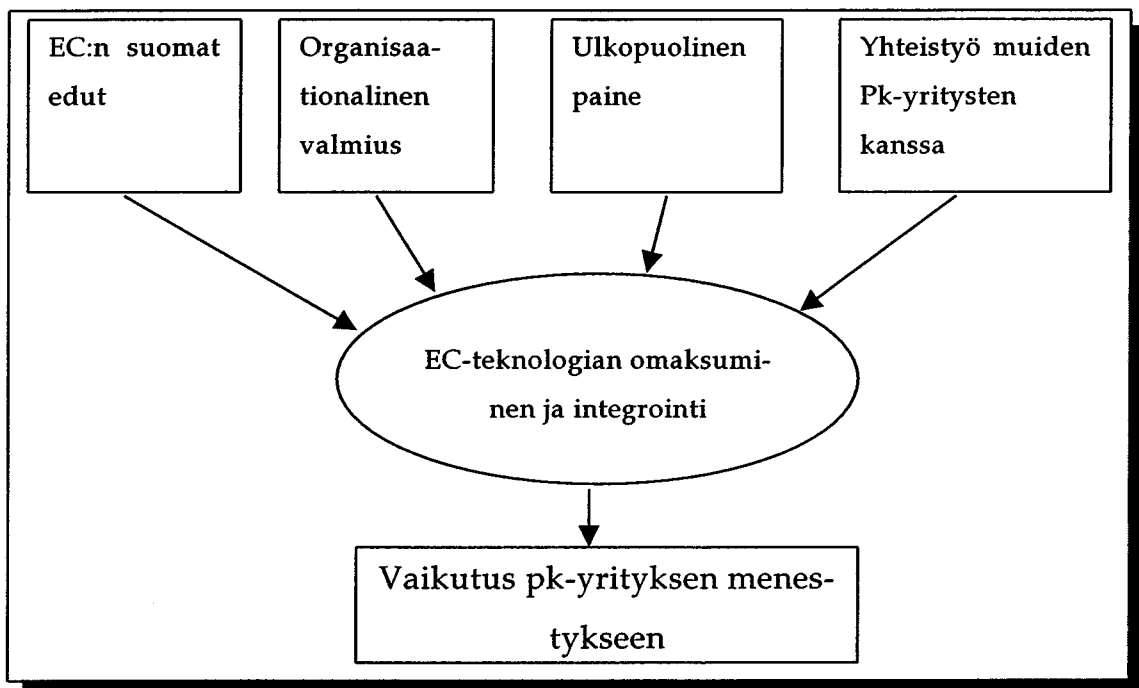 EC:n suomat
edut
Organisaa-
tionalinen
valmius
Ulkopuolinen
paine
Yhteistyö muiden
Pk-yritysten
kanssa
EC-teknologian omaksumi-
nen ja integrointi
Vaikutus pk-yrityksen menes-
tykseen